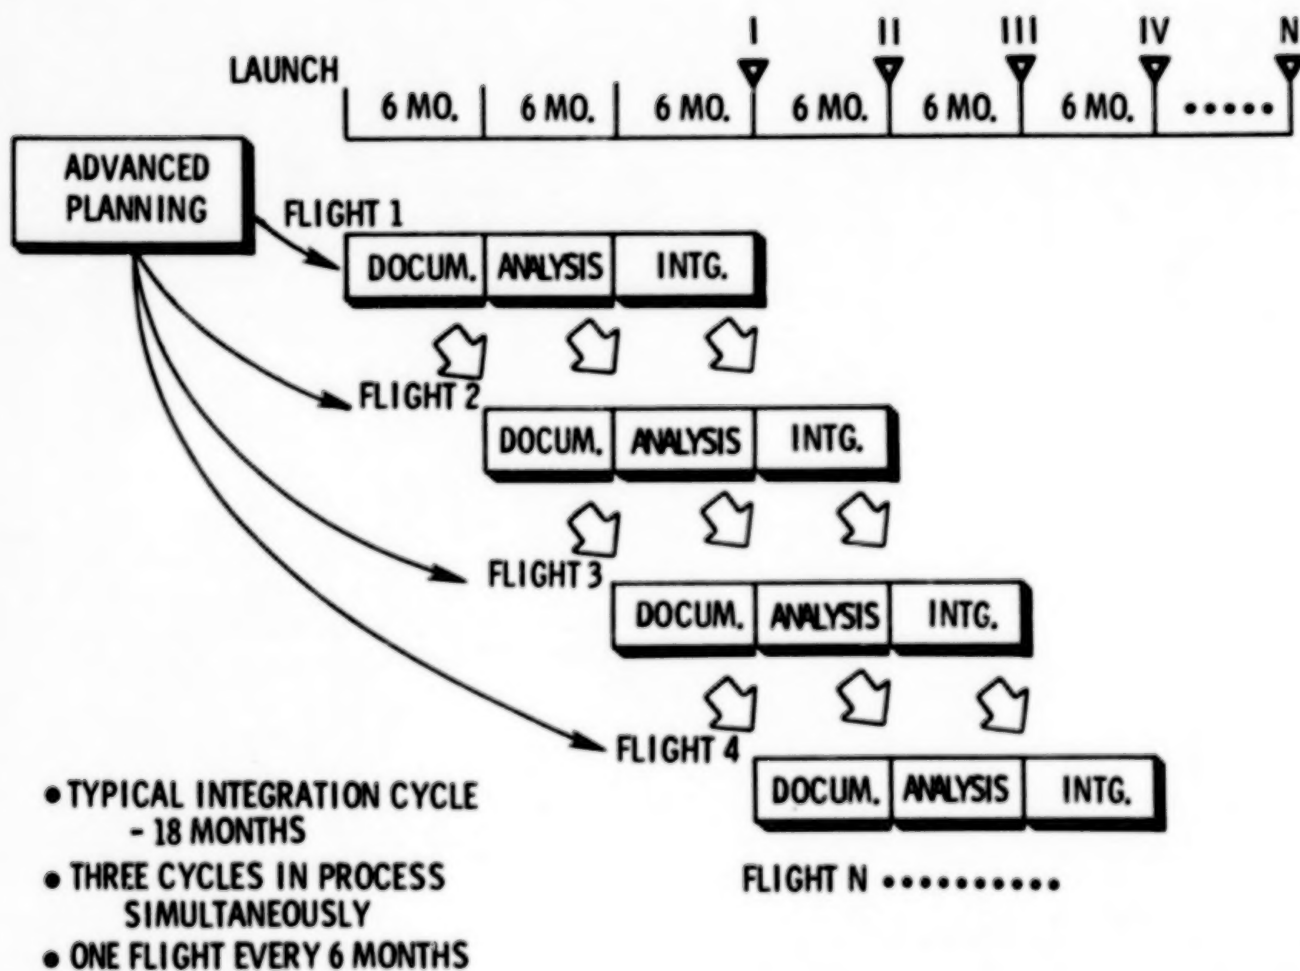 I II III IV N
LAUNCH
6 MO. 6 MO. 6 MO. 6 MO. 6 MO. 6 MO. •••••
ADVANCED
PLANNING
FLIGHT 1
DOCUM. ANALYSIS INTG.
FLIGHT 2
DOCUM. ANALYSIS INTG.
FLIGHT 3
DOCUM. ANALYSIS INTG.
FLIGHT 4
DOCUM. ANALYSIS INTG.
FLIGHT N ••••••••••
• TYPICAL INTEGRATION CYCLE
- 18 MONTHS
• THREE CYCLES IN PROCESS
SIMULTANEOUSLY
• ONE FLIGHT EVERY 6 MONTHS